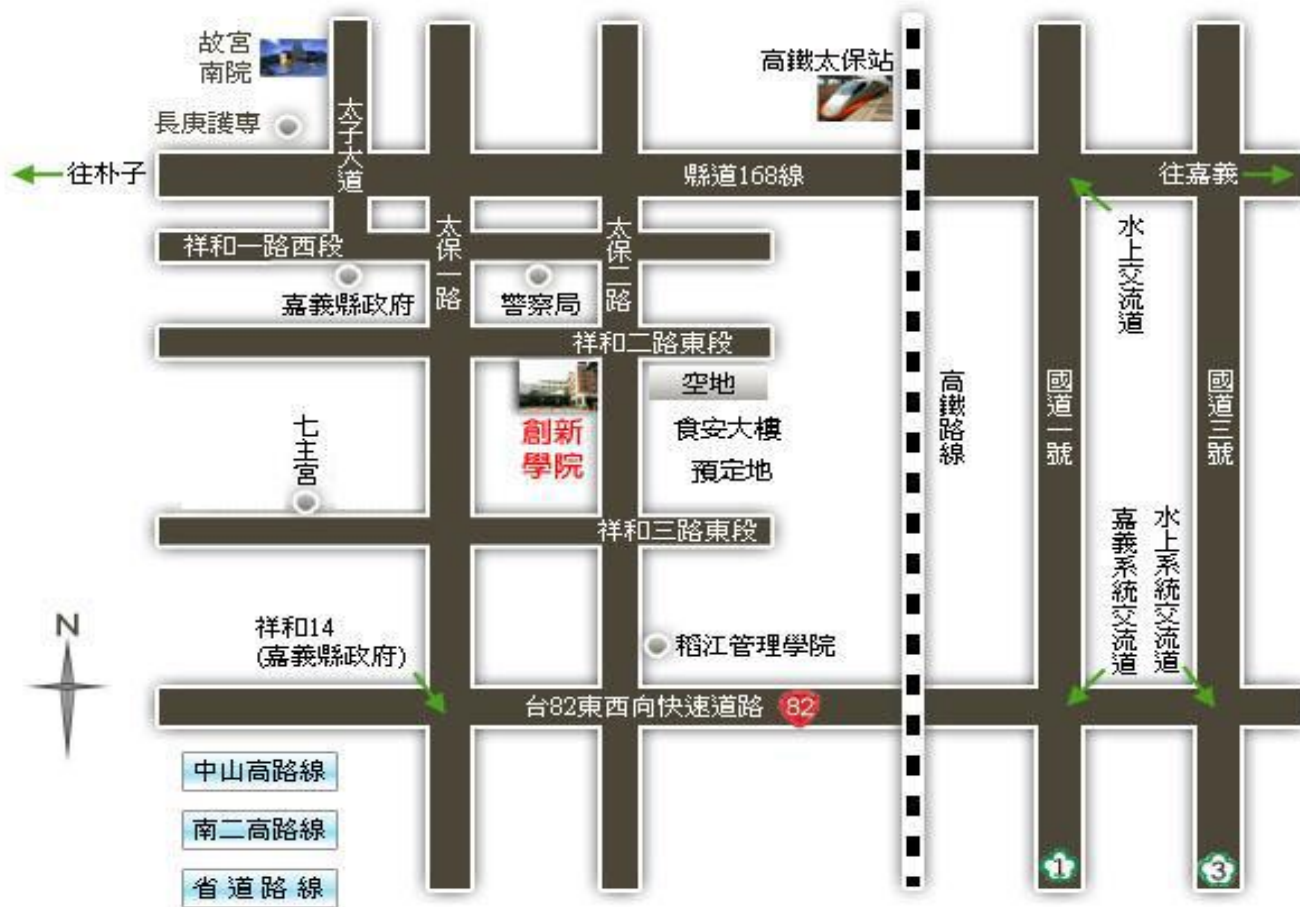 故宮
南院
高鐵太保站
長庚護專
太子大道
往朴子
縣道168線
往嘉義
祥和一路西段
太保一路
太保二路
水上交流道
嘉義縣政府
警察局
祥和二路東段
空地
高鐵路線
國道一號
國道三號
七主宮
創新
學院
食安大樓
預定地
祥和三路東段
嘉義系統交流道
水上系統交流道
N
祥和14
(嘉義縣政府)
稻江管理學院
台82東西向快速道路
82
中山高路線
南二高路線
省道路線
1
3